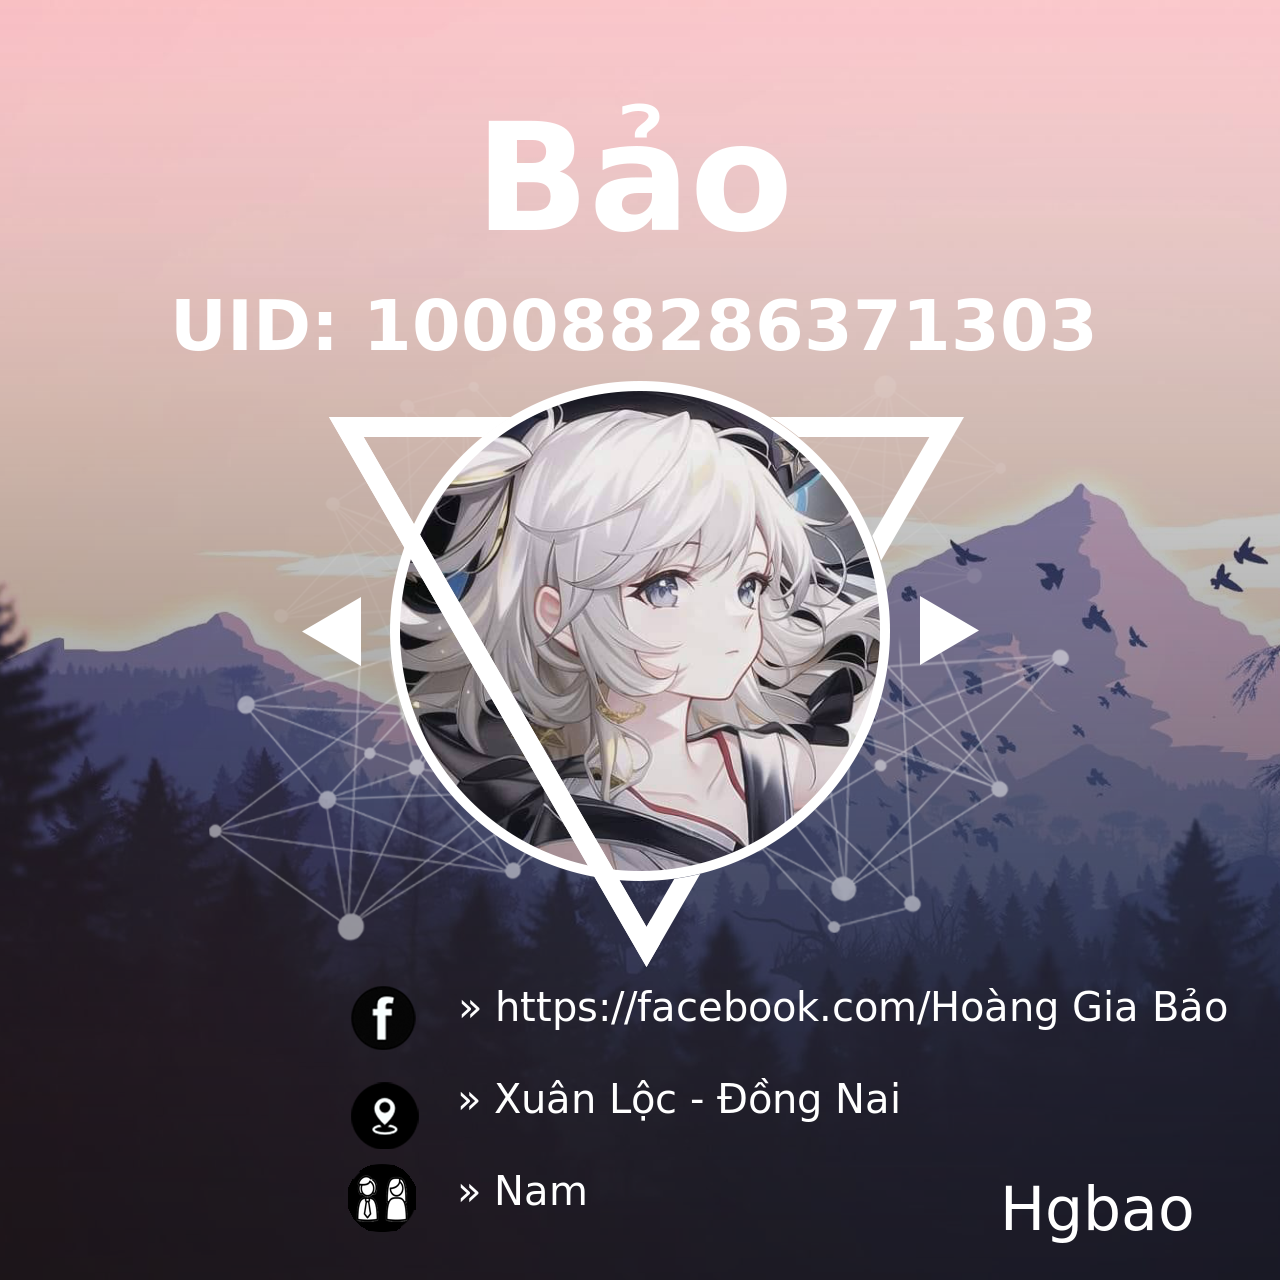 Bảo
UID: 100088286371303
» https://facebook.com/Hoàng Gia Bảo
» Xuân Lộc - Đồng Nai
» Nam
Hgbao